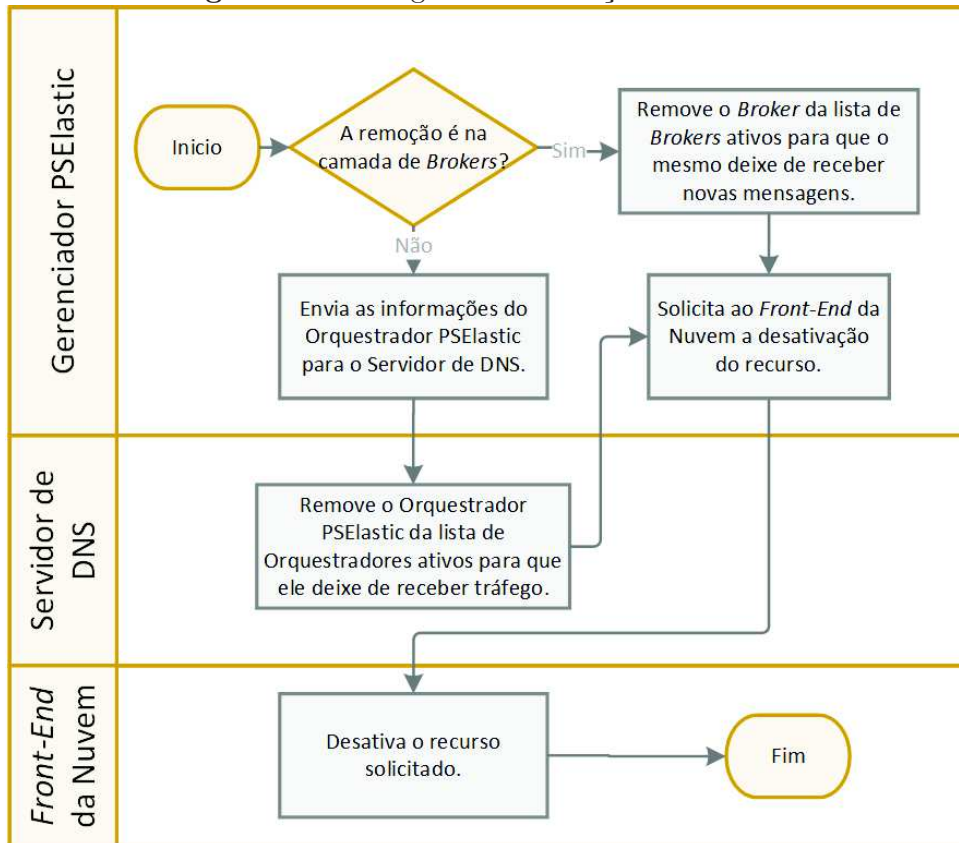 Gerenciador PSElastic
Inicio
A remoção é na
camada de Brokers?
Sim
Remove o Broker da lista de
Brokers ativos para que o
mesmo deixe de receber
novas mensagens.
Não
Envia as informações do
Orquestrador PSElastic
para o Servidor de DNS.
Solicita ao Front-End da
Nuvem a desativação
do recurso.
Servidor de
DNS
Remove o Orquestrador
PSElastic da lista de
Orquestradores ativos para que
ele deixe de receber tráfego.
Front-End
da Nuvem
Desativa o recurso
solicitado.
Fim